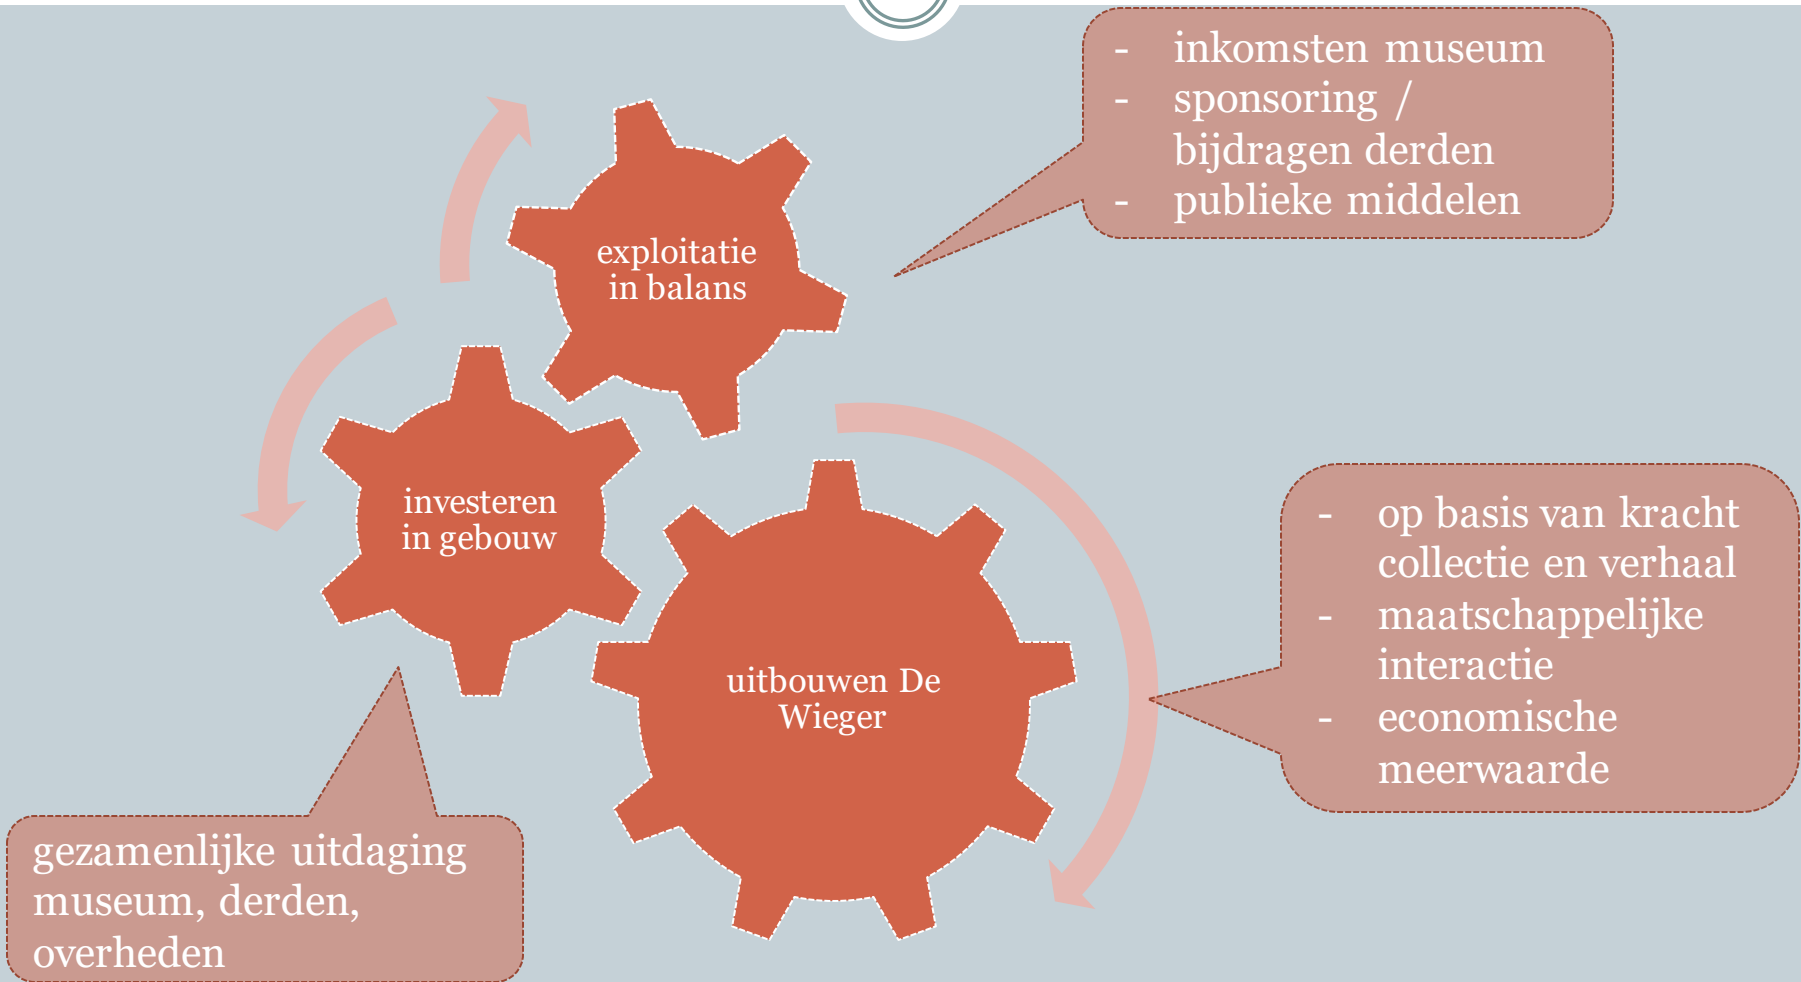 - inkomsten museum
- sponsoring /
bijdragen derden
- publieke middelen
exploitatie
in balans
investeren
in gebouw
uitbouwen De
Wieger
- op basis van kracht
collectie en verhaal
- maatschappelijke
interactie
- economische
meerwaarde
gezamenlijke uitdaging
museum, derden,
overheden